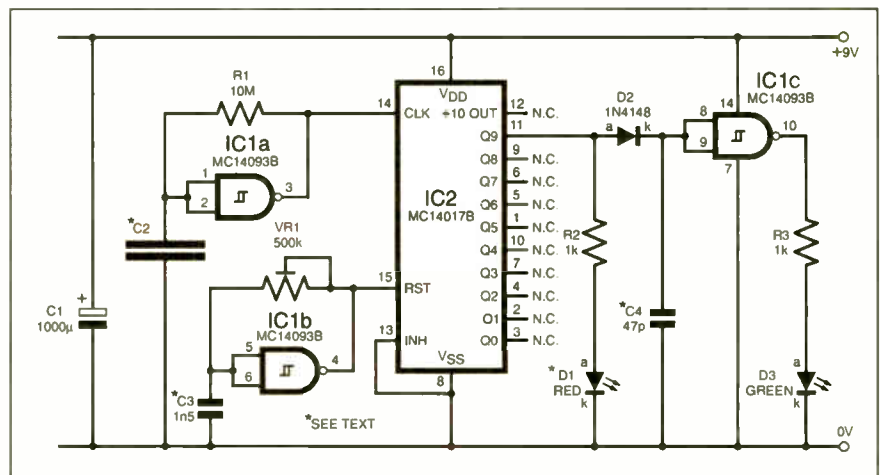 +9V
R1
10M
IC1a
MC14093B
1
2
3
*C2
C1
+
1000μ
VR1
500k
IC1b
MC14093B
5
6
4
*C3
1n5
*SEE TEXT
16
VDD
14
CLK
÷10 OUT
12
N.C.
Q9
11
Q8
9
N.C.
Q7
6
N.C.
Q6
5
N.C.
Q5
1
N.C.
Q4
10
N.C.
Q3
7
N.C.
Q2
4
N.C.
Q1
2
N.C.
Q0
3
N.C.
IC2
MC14017B
15
RST
13
INH
VSS
8
D2
1N4148
a
k
R2
1k
*C4
47p
*D1
RED
a
k
IC1c
MC14093B
14
8
9
10
7
R3
1k
D3
GREEN
a
k
0V